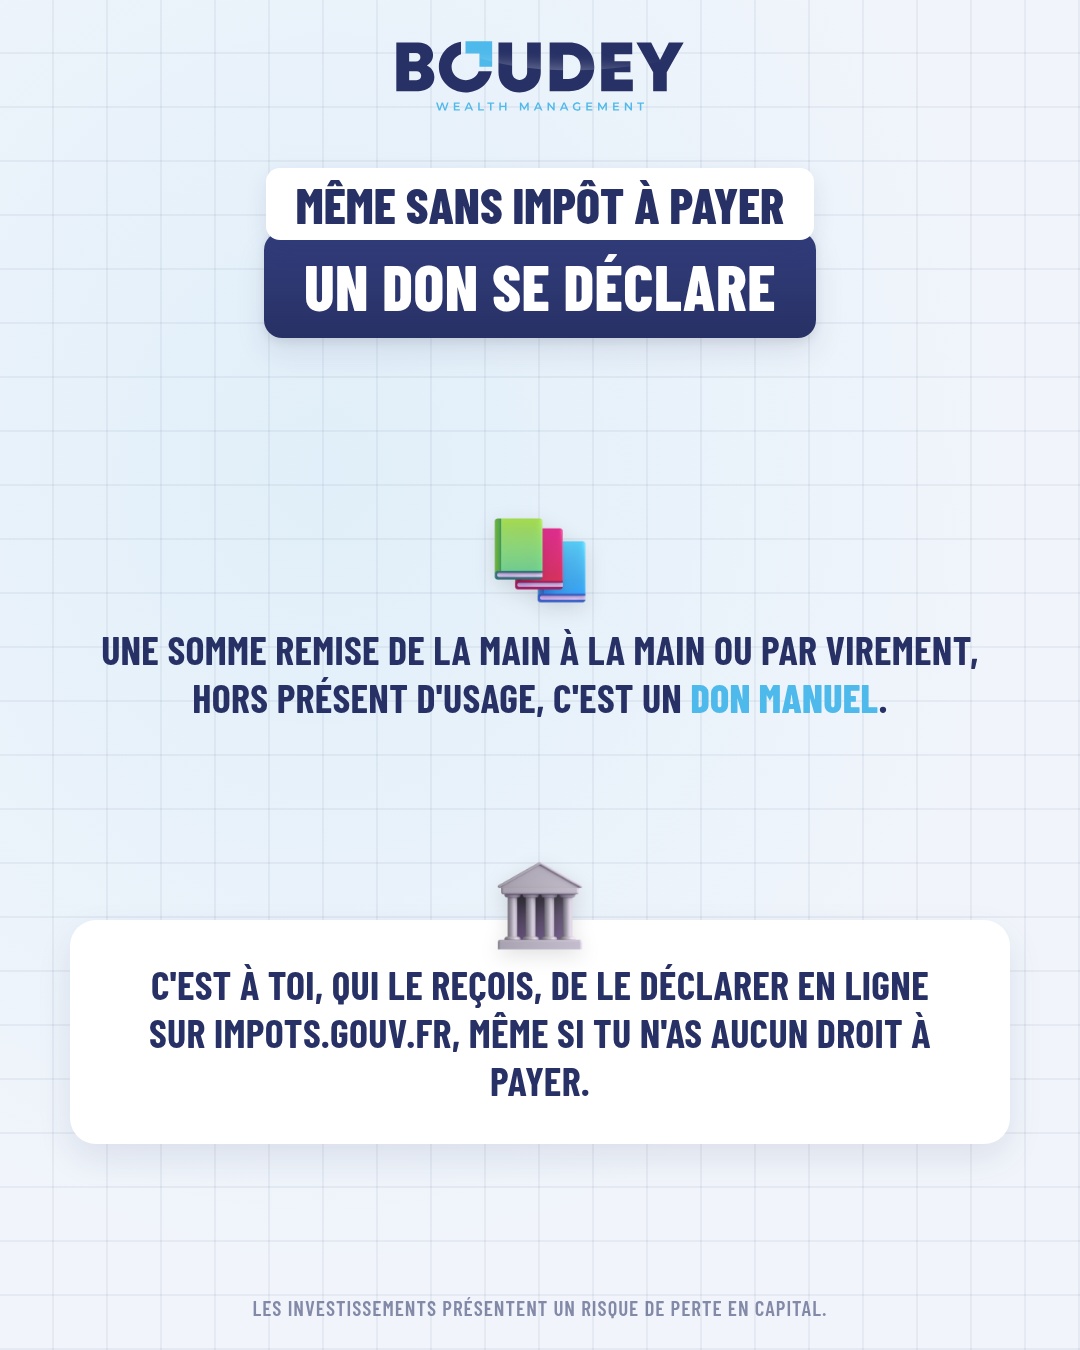 BOUDEY
WEALTH MANAGEMENT
MÊME SANS IMPÔT À PAYER
UN DON SE DÉCLARE
UNE SOMME REMISE DE LA MAIN À LA MAIN OU PAR VIREMENT,
HORS PRÉSENT D'USAGE, C'EST UN DON MANUEL.
C'EST À TOI, QUI LE REÇOIS, DE LE DÉCLARER EN LIGNE
SUR IMPOTS.GOUV.FR, MÊME SI TU N'AS AUCUN DROIT À
PAYER.
LES INVESTISSEMENTS PRÉSENTENT UN RISQUE DE PERTE EN CAPITAL.